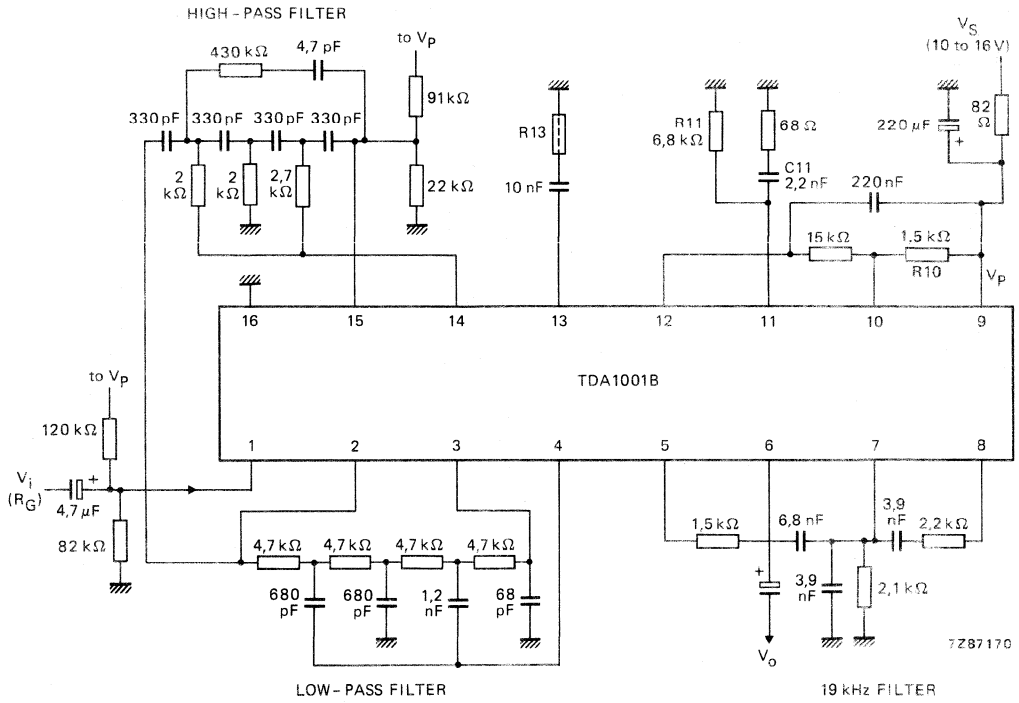 HIGH-PASS FILTER
to VP
VS
(10 to 16 V)
430 kΩ
4,7 pF
91 kΩ
330 pF
330 pF
330 pF
330 pF
R13
R11
6,8 kΩ
68 Ω
220 µF
+
82
Ω
2
kΩ
2
kΩ
2,7
kΩ
22 kΩ
10 nF
C11
2,2 nF
220 nF
15 kΩ
1,5 kΩ
R10
VP
16
15
14
13
12
11
10
9
TDA1001B
to VP
120 kΩ
1
2
3
4
5
6
7
8
Vi
(RG)
+
4,7 µF
82 kΩ
4,7 kΩ
4,7 kΩ
4,7 kΩ
4,7 kΩ
1,5 kΩ
6,8 nF
3,9
nF
2,2 kΩ
680
pF
680
pF
1,2
nF
68
pF
+
3,9
nF
2,1 kΩ
Vo
7Z87170
LOW-PASS FILTER
19 kHz FILTER